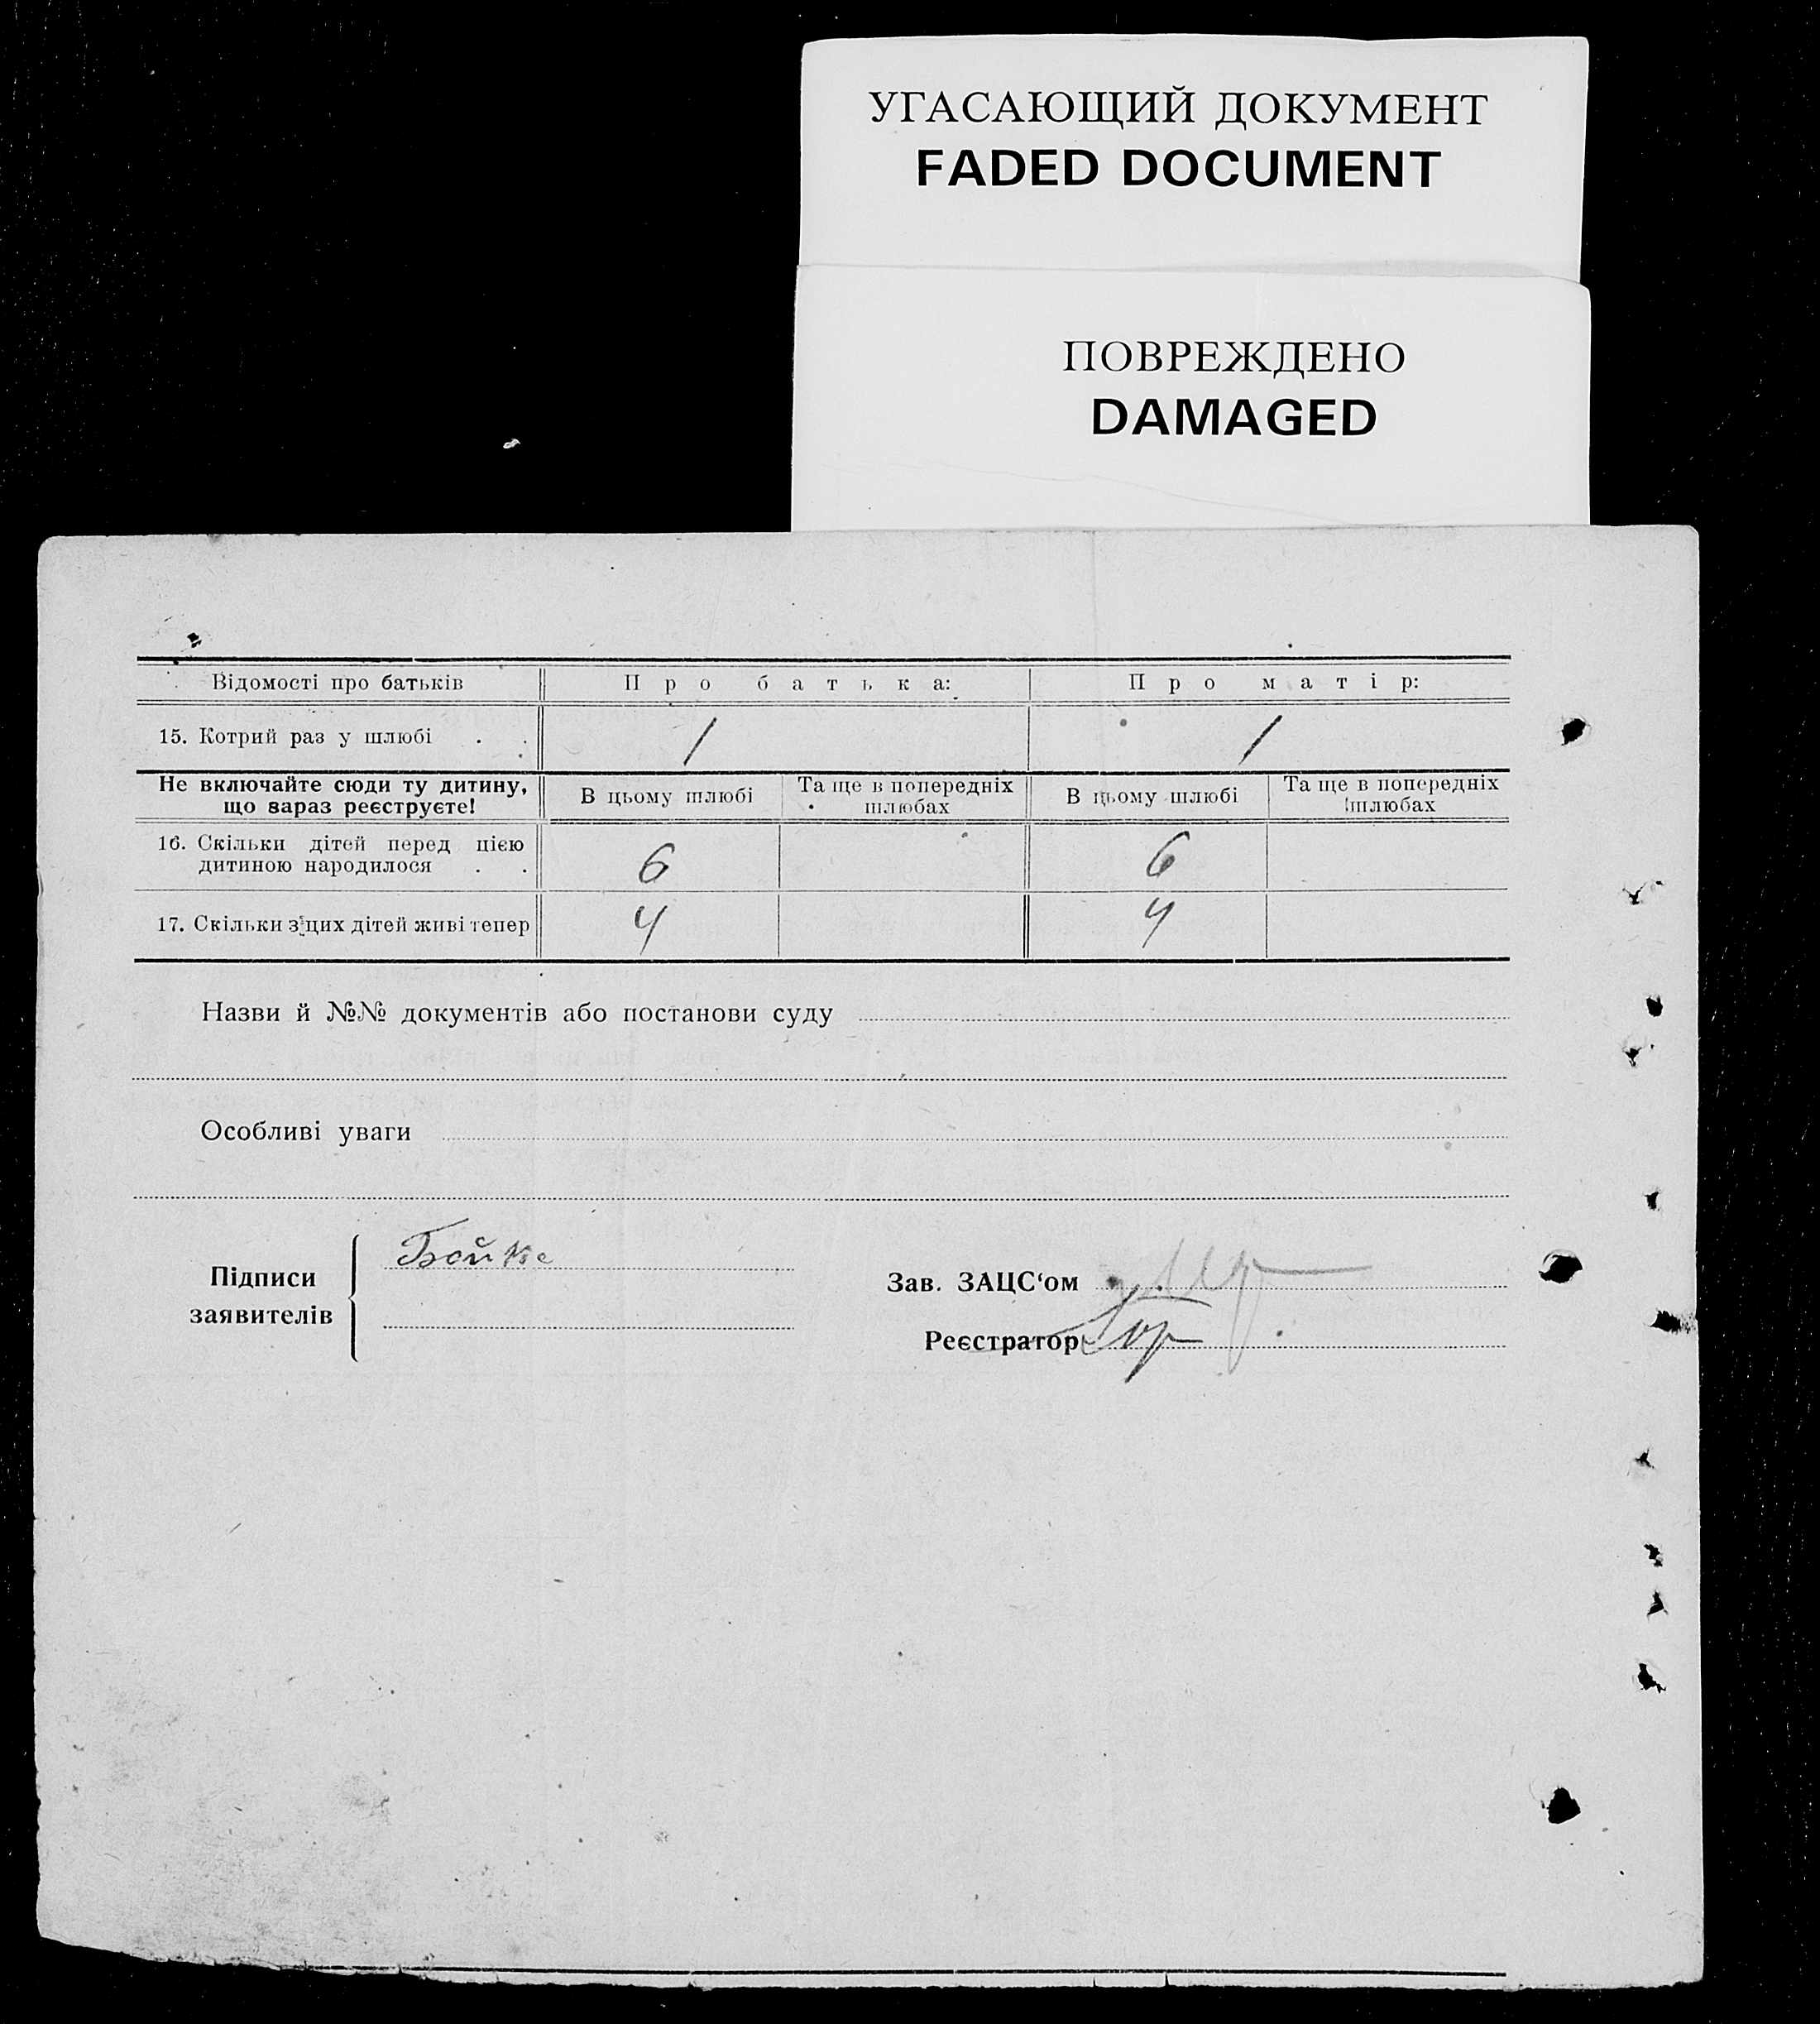 УГАСАЮЩИЙ ДОКУМЕНТ
FADED DOCUMENT
ПОВРЕЖДЕНО
DAMAGED
Відомості про батьків Про батька: Про матір:
15. Котрий раз у шлюбі . . 1 1
Не включайте сюди ту дитину, що вараз реєструєте! В цьому шлюбі Та ще в попередніх шлюбах В цьому шлюбі Та ще в попередніх шлюбах
16. Скільки дітей перед цією
дитиною народилося . . 6 6
17. Скільки з цих дітей живі тепер 4 4
Назви й №№ документів або постанови суду
Особливі уваги
Підписи
заявителів
Бойко
Зав. ЗАЦС‘ом
Реєстратор